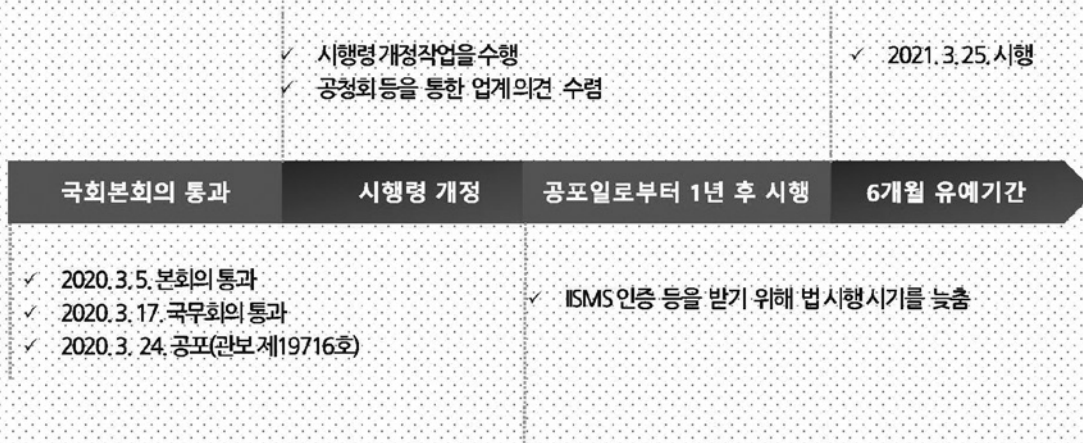 시행령 개정작업을 수행
공청회 등을 통한 업계의견 수렴
2021. 3. 25. 시행
국회본회의 통과
시행령 개정
공포일로부터 1년 후 시행
6개월 유예기간
2020. 3. 5. 본회의 통과
2020. 3. 17. 국무회의 통과
2020. 3. 24. 공포(관보 제19716호)
IISMS 인증 등을 받기 위해 법 시행시기를 늦춤